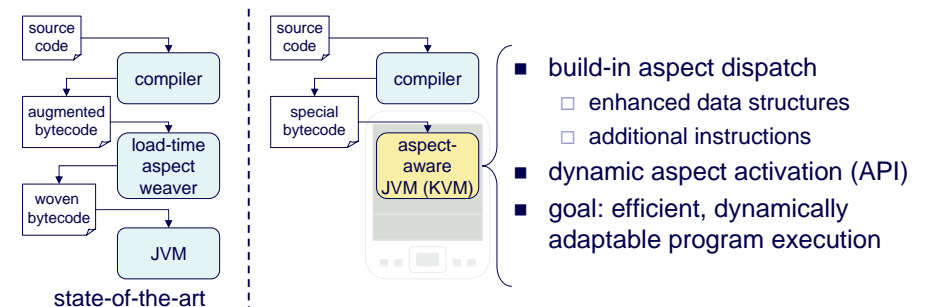 source
code
compiler
augmented
bytecode
load-time
aspect
weaver
woven
bytecode
JVM
state-of-the-art
source
code
compiler
special
bytecode
aspect-
aware
JVM (KVM)
build-in aspect dispatch
enhanced data structures
additional instructions
dynamic aspect activation (API)
goal: efficient, dynamically
adaptable program execution